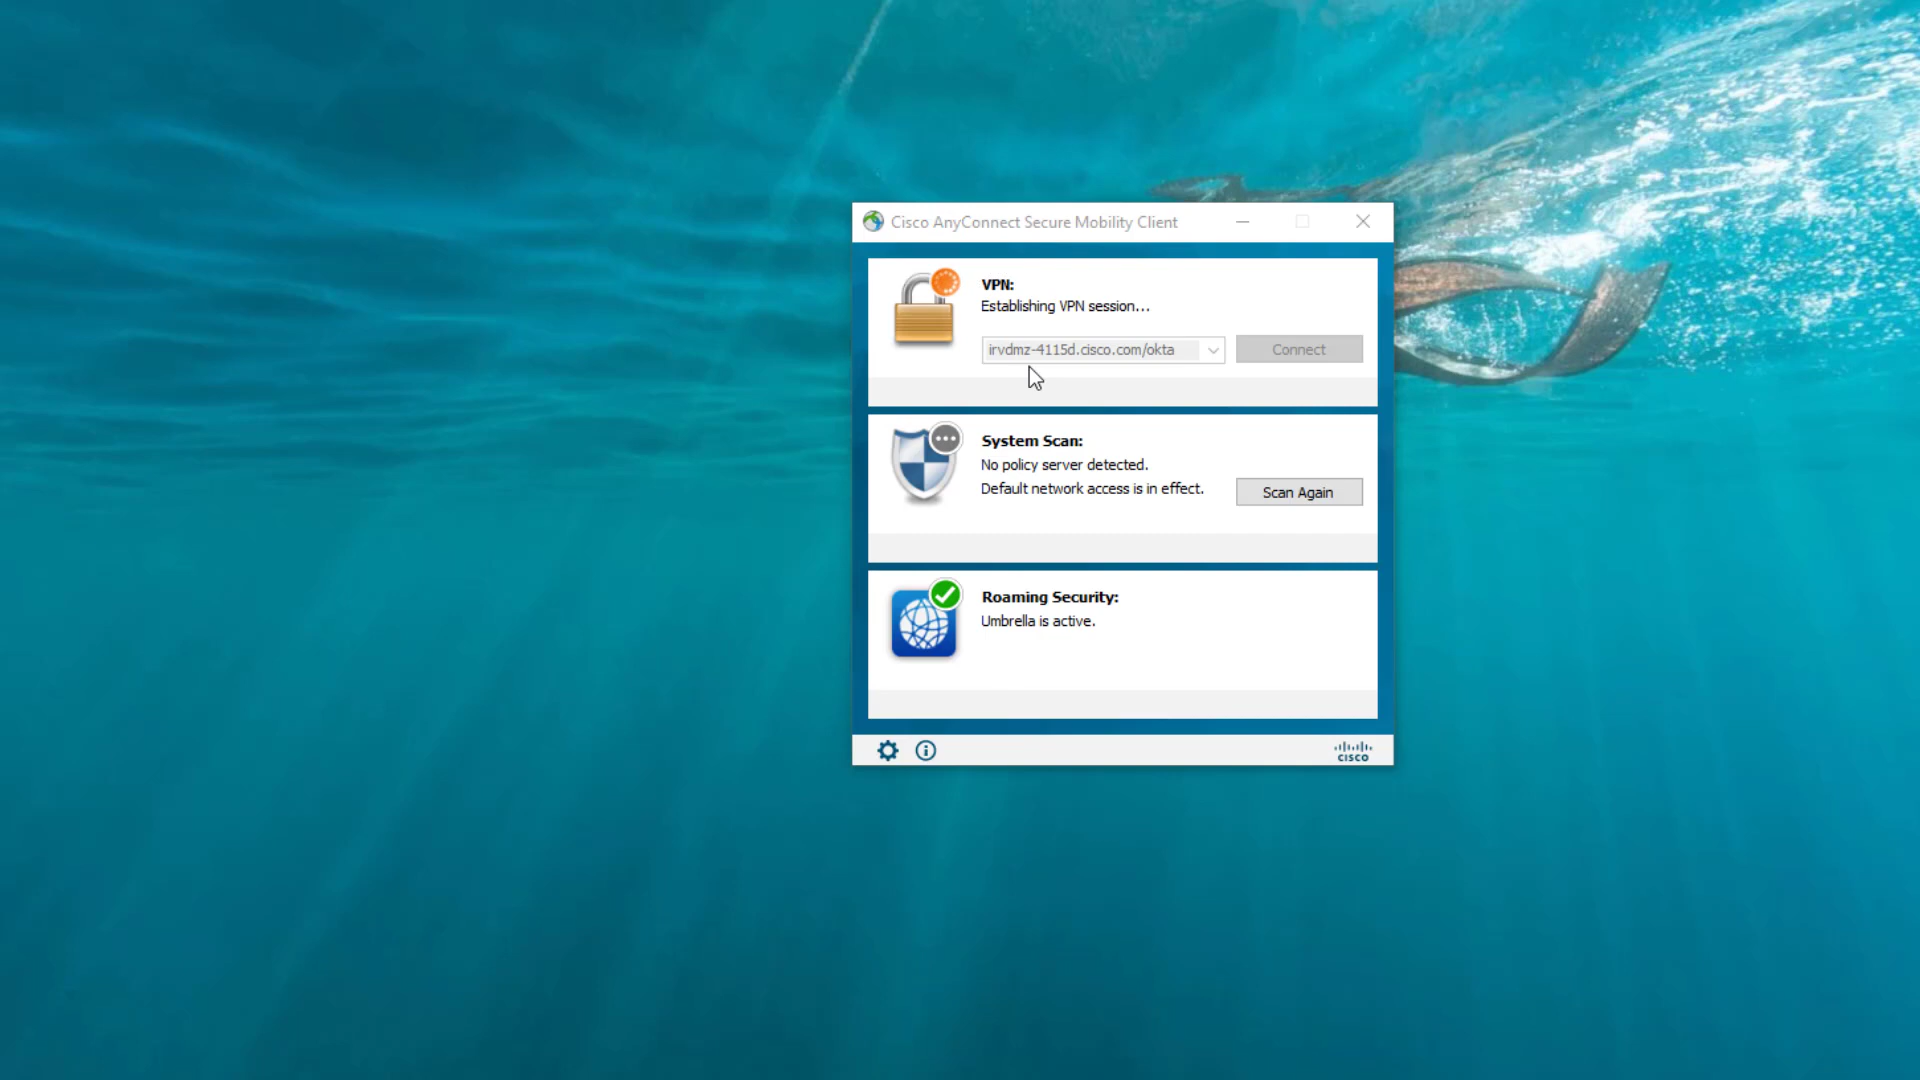 Cisco AnyConnect Secure Mobility Client
VPN:
Establishing VPN session...
irvdmz-4115d.cisco.com/okta
Connect
System Scan:
No policy server detected.
Default network access is in effect.
Scan Again
Roaming Security:
Umbrella is active.
CISCO